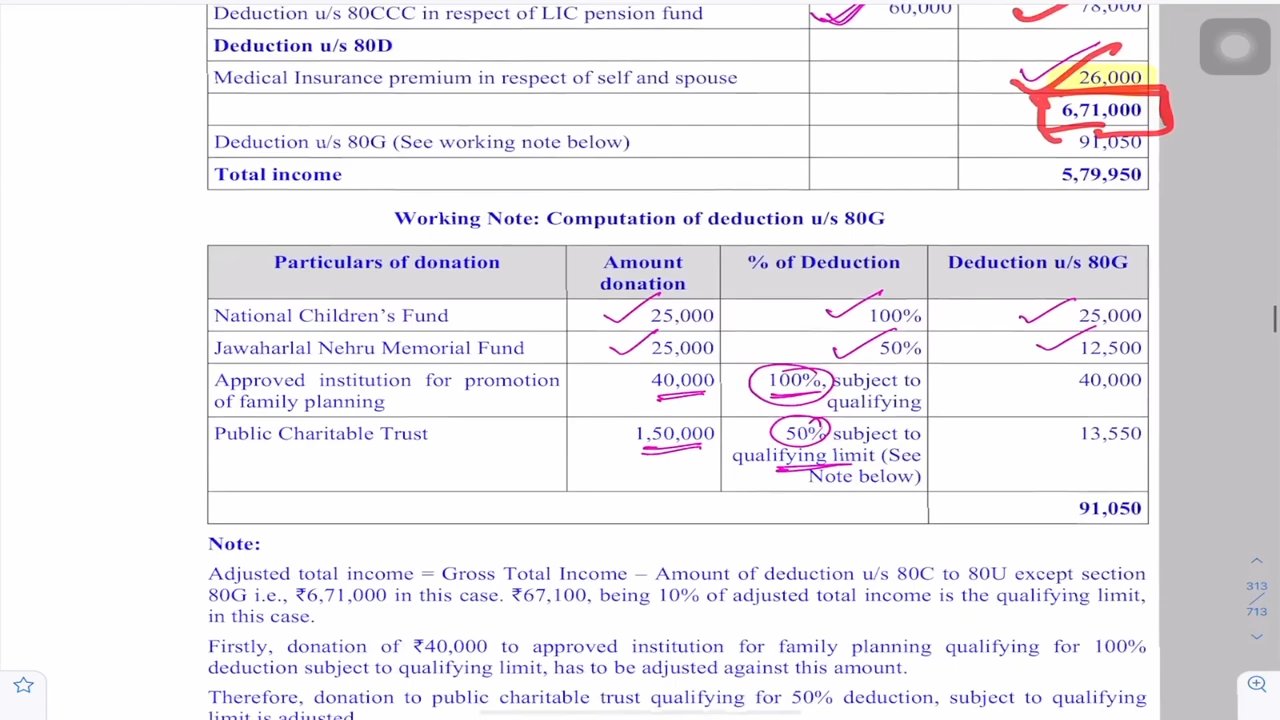 Deduction u/s 80CCC in respect of LIC pension fund 60,000 78,000
Deduction u/s 80D
Medical Insurance premium in respect of self and spouse 26,000
6,71,000
Deduction u/s 80G (See working note below) 91,050
Total income 5,79,950
Working Note: Computation of deduction u/s 80G
Particulars of donation Amount donation % of Deduction Deduction u/s 80G
National Children's Fund 25,000 100% 25,000
Jawaharlal Nehru Memorial Fund 25,000 50% 12,500
Approved institution for promotion 40,000 100%, subject to 40,000
of family planning qualifying
Public Charitable Trust 1,50,000 50% subject to 13,550
qualifying limit (See
Note below)
91,050
Note:
Adjusted total income = Gross Total Income – Amount of deduction u/s 80C to 80U except section
80G i.e., ₹6,71,000 in this case. ₹67,100, being 10% of adjusted total income is the qualifying limit,
in this case.
Firstly, donation of ₹40,000 to approved institution for family planning qualifying for 100%
deduction subject to qualifying limit, has to be adjusted against this amount.
Therefore, donation to public charitable trust qualifying for 50% deduction, subject to qualifying
limit is adjusted
313
713